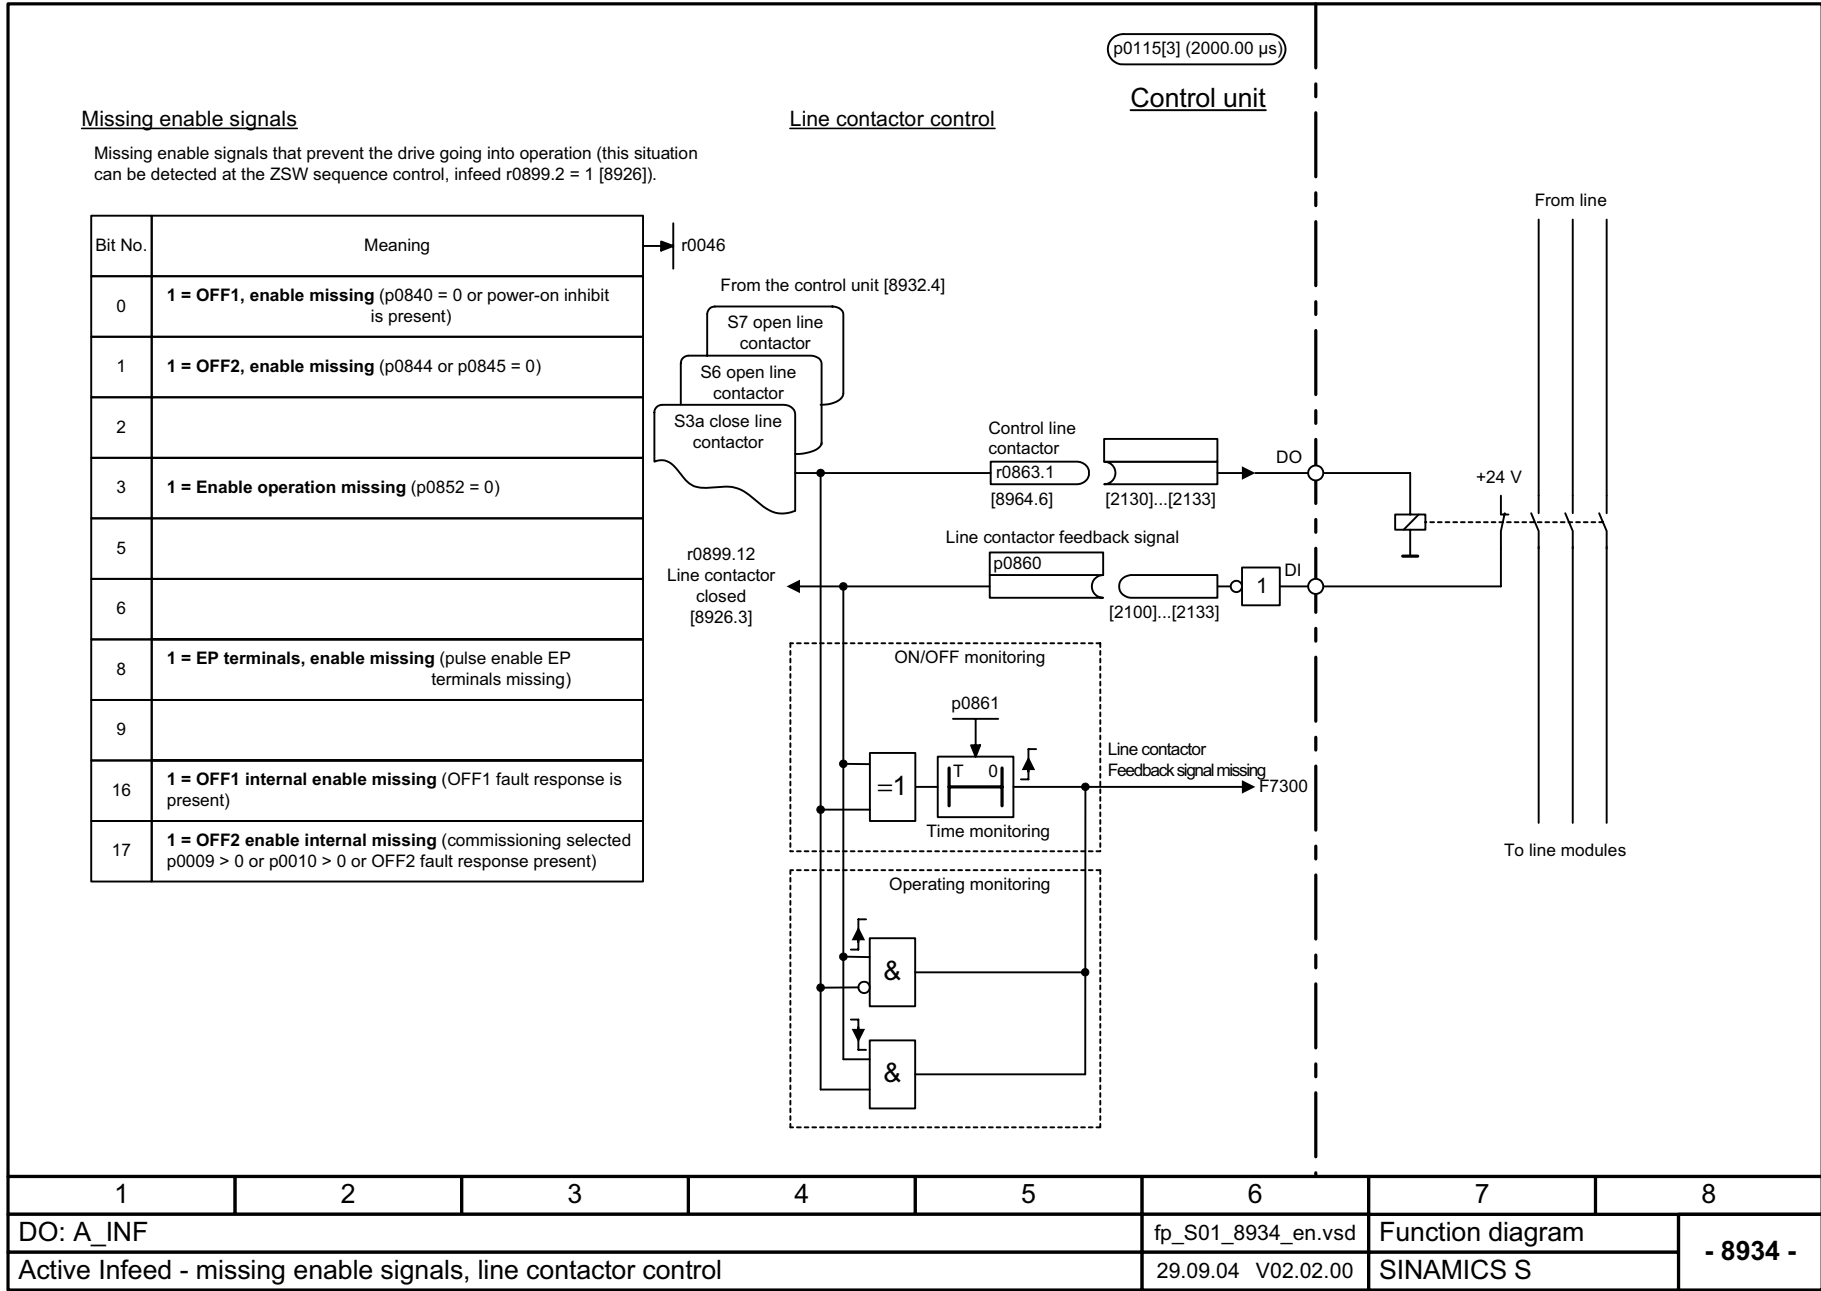 p0115[3] (2000.00 µs)
Control unit
Missing enable signals
Line contactor control
Missing enable signals that prevent the drive going into operation (this situation
can be detected at the ZSW sequence control, infeed r0899.2 = 1 [8926]).
Bit No.
Meaning
r0046
0
1 = OFF1, enable missing (p0840 = 0 or power-on inhibit
is present)
1
1 = OFF2, enable missing (p0844 or p0845 = 0)
2
3
1 = Enable operation missing (p0852 = 0)
5
6
8
1 = EP terminals, enable missing (pulse enable EP
terminals missing)
9
16
1 = OFF1 internal enable missing (OFF1 fault response is
present)
17
1 = OFF2 enable internal missing (commissioning selected
p0009 > 0 or p0010 > 0 or OFF2 fault response present)
From the control unit [8932.4]
S7 open line
contactor
S6 open line
contactor
S3a close line
contactor
Control line
contactor
r0863.1
[8964.6]
[2130]...[2133]
DO
From line
+24 V
r0899.12
Line contactor
closed
[8926.3]
Line contactor feedback signal
p0860
[2100]...[2133]
1
DI
ON/OFF monitoring
p0861
=1
T 0
Time monitoring
Line contactor
Feedback signal missing
F7300
To line modules
Operating monitoring
&
&
1 2 3 4 5 6 7 8
DO: A_INF
fp_S01_8934_en.vsd
Function diagram
- 8934 -
Active Infeed - missing enable signals, line contactor control
29.09.04 V02.02.00
SINAMICS S